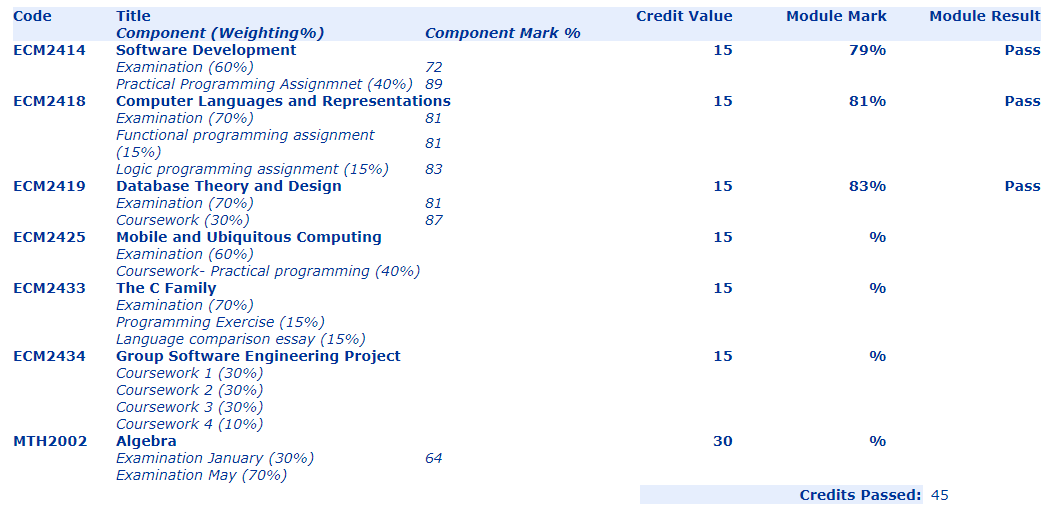 Code Title Credit Value Module Mark Module Result
Component (Weighting%) Component Mark %
ECM2414 Software Development 15 79% Pass
Examination (60%) 72
Practical Programming Assignmnet (40%) 89
ECM2418 Computer Languages and Representations 15 81% Pass
Examination (70%) 81
Functional programming assignment
(15%) 81
Logic programming assignment (15%) 83
ECM2419 Database Theory and Design 15 83% Pass
Examination (70%) 81
Coursework (30%) 87
ECM2425 Mobile and Ubiquitous Computing 15 %
Examination (60%)
Coursework- Practical programming (40%)
ECM2433 The C Family 15 %
Examination (70%)
Programming Exercise (15%)
Language comparison essay (15%)
ECM2434 Group Software Engineering Project 15 %
Coursework 1 (30%)
Coursework 2 (30%)
Coursework 3 (30%)
Coursework 4 (10%)
MTH2002 Algebra 30 %
Examination January (30%) 64
Examination May (70%)
Credits Passed: 45